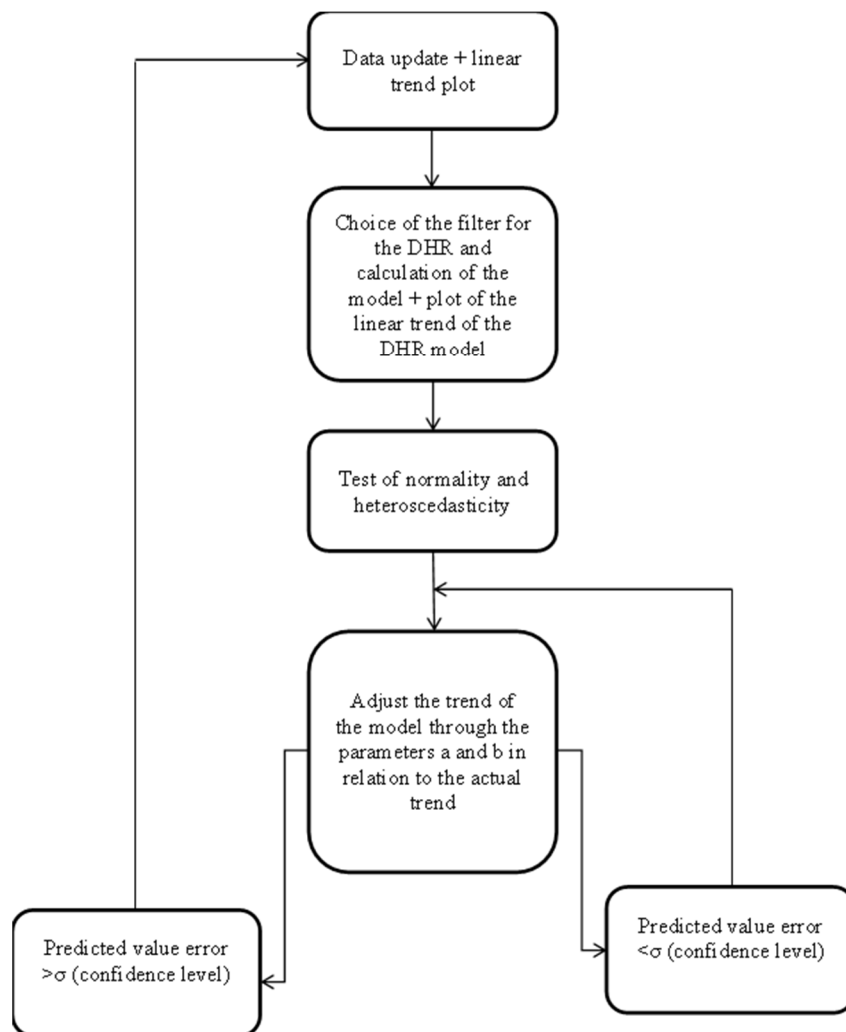 Data update + linear
trend plot
Choice of the filter for
the DHR and
calculation of the
model + plot of the
linear trend of the
DHR model
Test of normality and
heteroscedasticity
Adjust the trend of
the model through the
parameters a and b in
relation to the actual
trend
Predicted value error
>σ (confidence level)
Predicted value error
<σ (confidence level)